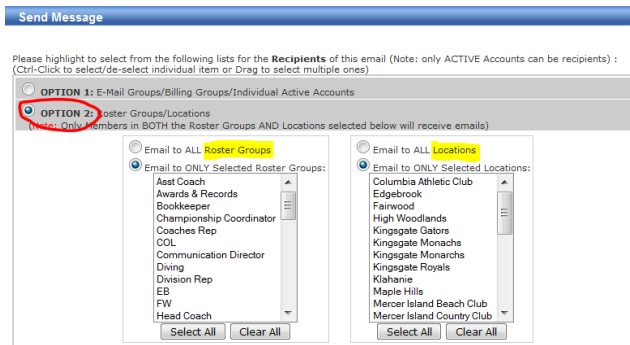 Send Message
Please highlight to select from the following lists for the Recipients of this email (Note: only ACTIVE Accounts can be recipients) :
(Ctrl-Click to select/de-select individual item or Drag to select multiple ones)
OPTION 1: E-Mail Groups/Billing Groups/Individual Active Accounts
OPTION 2: Roster Groups/Locations
(Note: Only Members in BOTH the Roster Groups AND Locations selected below will receive emails)
Email to ALL Roster Groups
Email to ONLY Selected Roster Groups:
Asst Coach
Awards & Records
Bookkeeper
Championship Coordinator
Coaches Rep
COL
Communication Director
Diving
Division Rep
EB
FW
Head Coach
Select All Clear All
Email to ALL Locations
Email to ONLY Selected Locations:
Columbia Athletic Club
Edgebrook
Fairwood
High Woodlands
Kingsgate Gators
Kingsgate Monachs
Kingsgate Monarchs
Kingsgate Royals
Klahanie
Maple Hills
Mercer Island Beach Club
Mercer Island Country Club
Select All Clear All